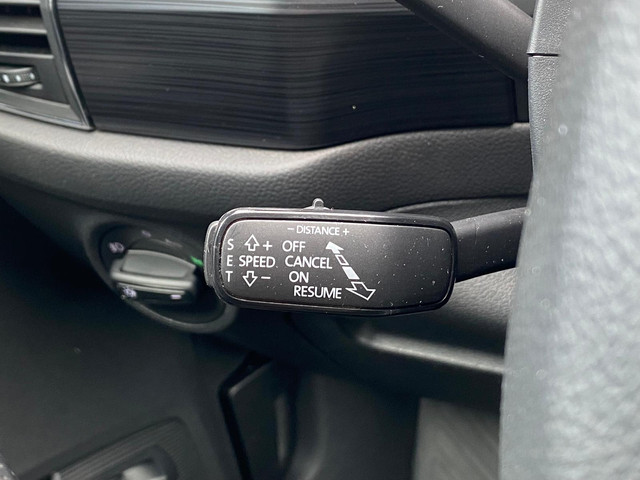 − DISTANCE +
S + OFF
E SPEED CANCEL
T − ON
RESUME